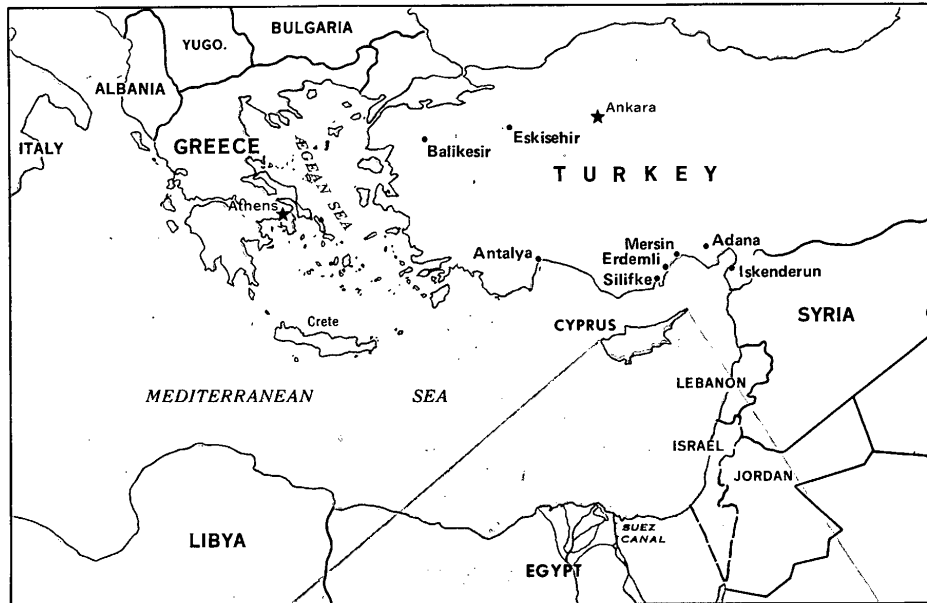 BULGARIA
YUGO.
ALBANIA
ITALY
GREECE
ÆGEAN SEA
Athens
Balikesir
Eskisehir
Ankara
TURKEY
Antalya
Mersin
Erdemli
Silifke
Adana
Iskenderun
Crete
CYPRUS
SYRIA
MEDITERRANEAN SEA
LEBANON
ISRAEL
JORDAN
LIBYA
EGYPT
SUEZ
CANAL